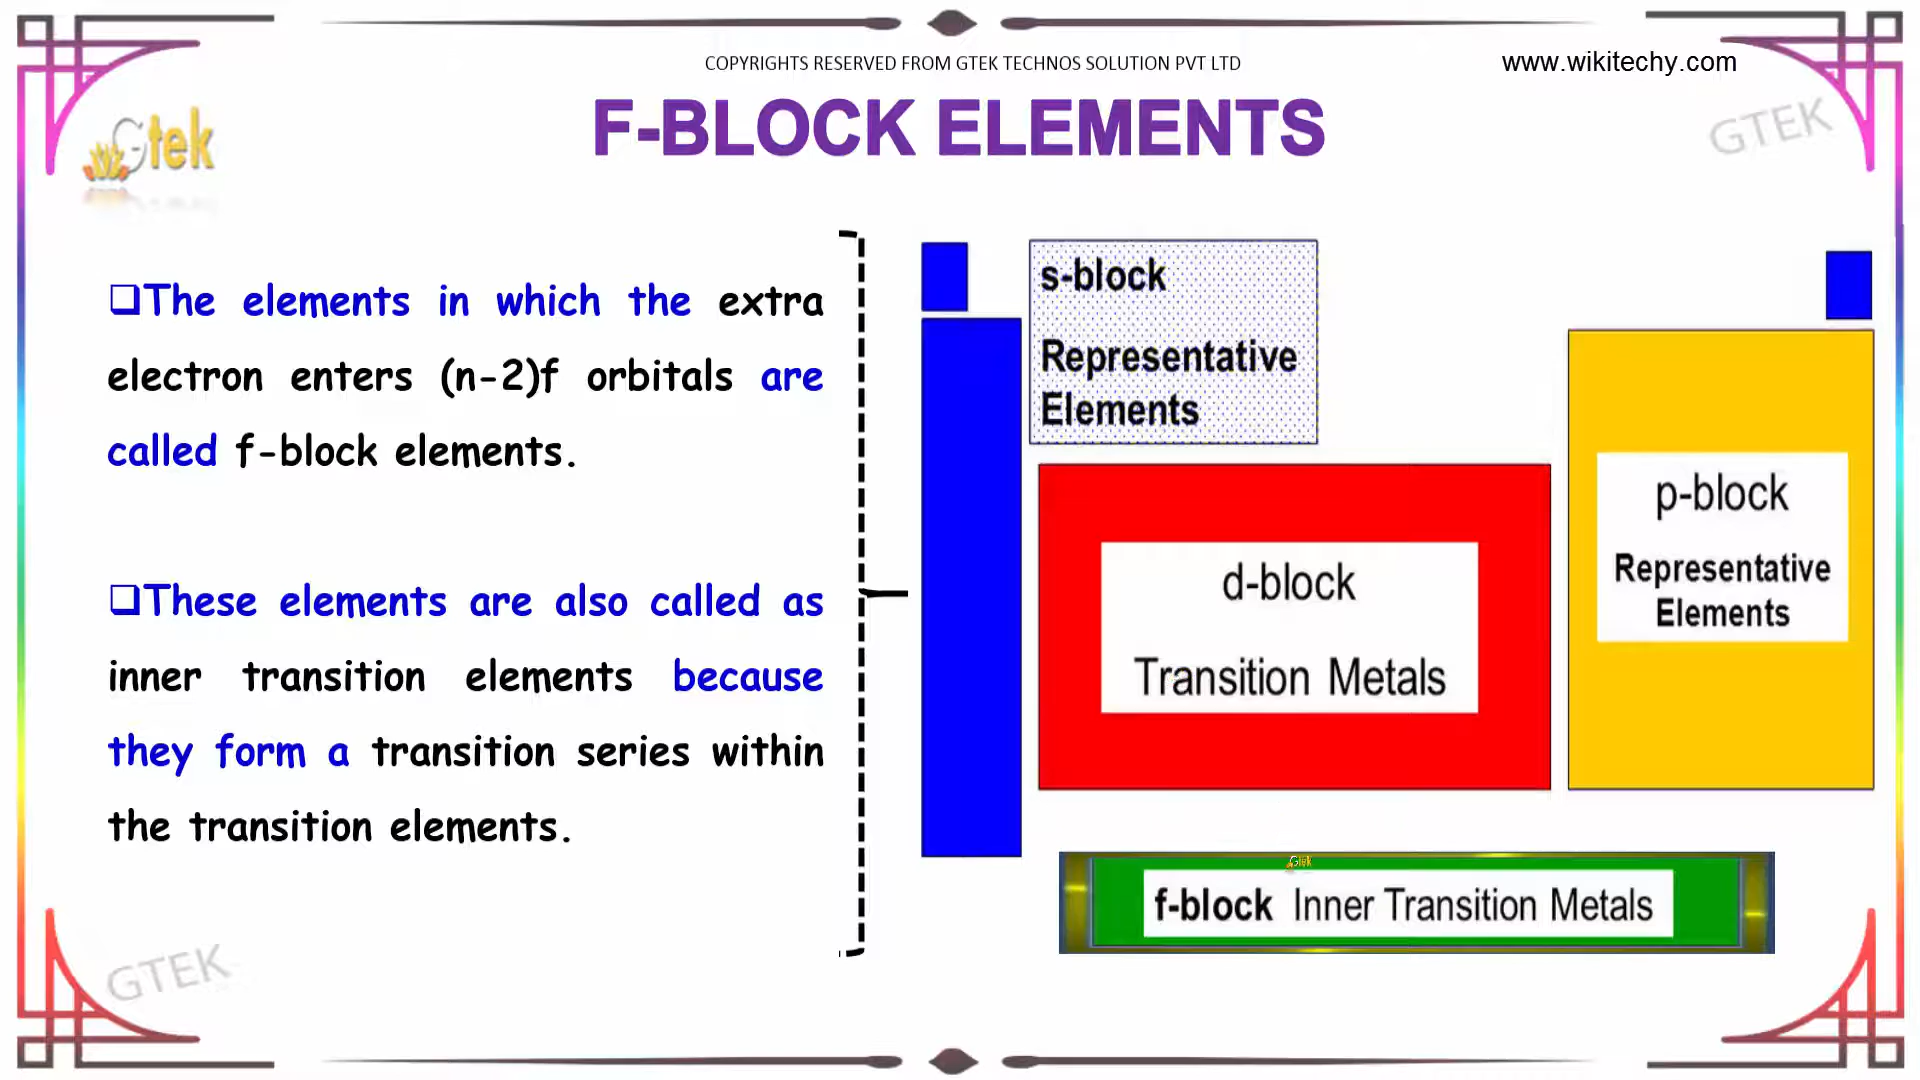 COPYRIGHTS RESERVED FROM GTEK TECHNOS SOLUTION PVT LTD
www.wikitechy.com
Gtek
F-BLOCK ELEMENTS
GTEK
❑The elements in which the extra
electron enters (n-2)f orbitals are
called f-block elements.
❑These elements are also called as
inner transition elements because
they form a transition series within
the transition elements.
s-block
Representative
Elements
p-block
Representative
Elements
d-block
Transition Metals
Gtek
f-block Inner Transition Metals
GTEK